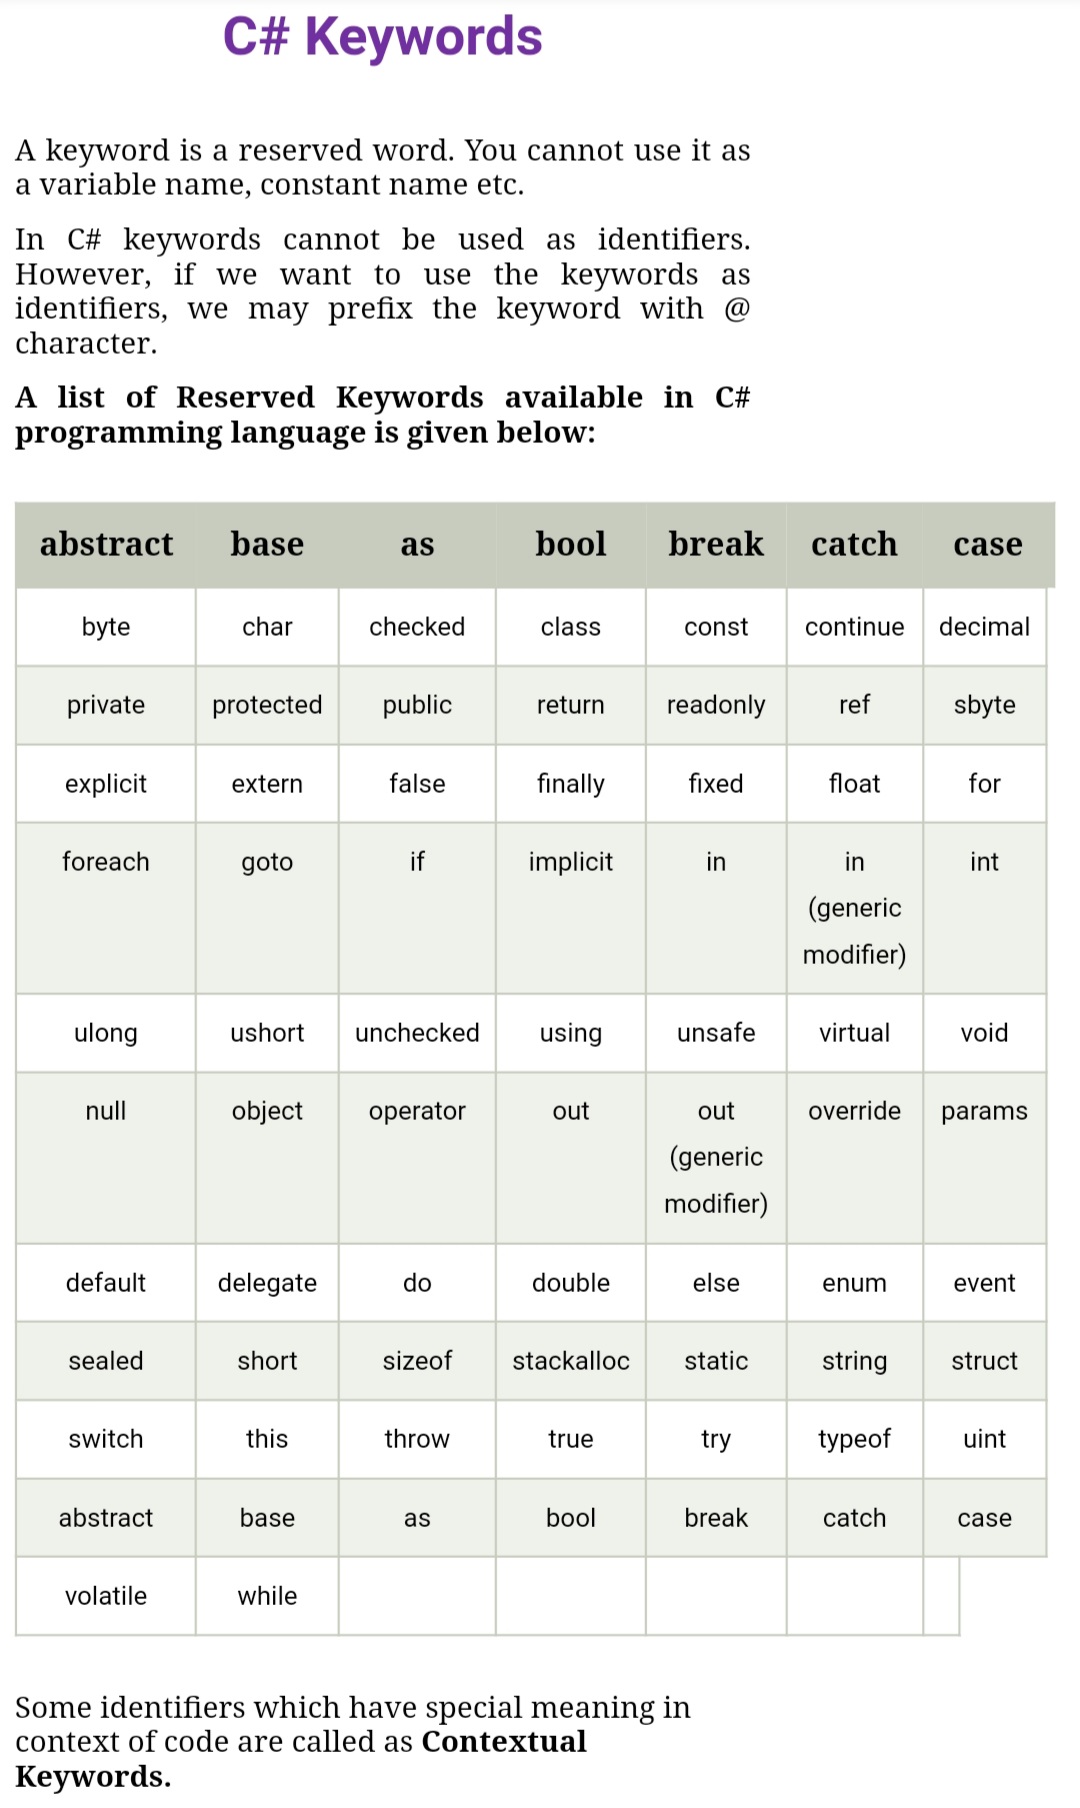 C# Keywords
A keyword is a reserved word. You cannot use it as
a variable name, constant name etc.
In C# keywords cannot be used as identifiers.
However, if we want to use the keywords as
identifiers, we may prefix the keyword with @
character.
A list of Reserved Keywords available in C#
programming language is given below:
abstract base as bool break catch case
byte char checked class const continue decimal
private protected public return readonly ref sbyte
explicit extern false finally fixed float for
foreach goto if implicit in in int
(generic
modifier)
ulong ushort unchecked using unsafe virtual void
null object operator out out override params
(generic
modifier)
default delegate do double else enum event
sealed short sizeof stackalloc static string struct
switch this throw true try typeof uint
abstract base as bool break catch case
volatile while
Some identifiers which have special meaning in
context of code are called as Contextual
Keywords.